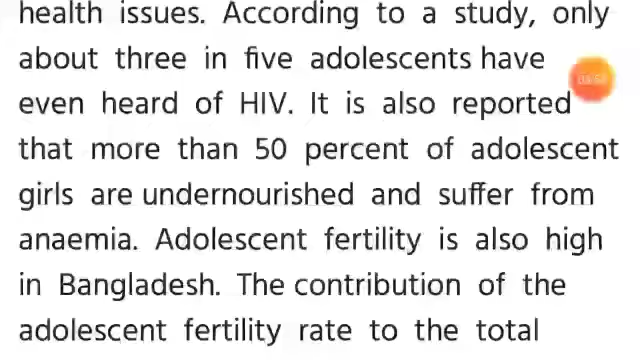 health issues. According to a study, only
about three in five adolescents have
even heard of HIV. It is also reported
that more than 50 percent of adolescent
girls are undernourished and suffer from
anaemia. Adolescent fertility is also high
in Bangladesh. The contribution of the
adolescent fertility rate to the total